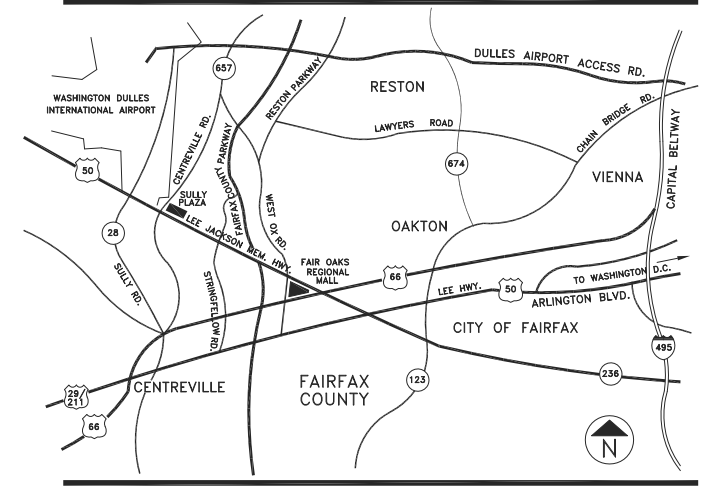 DULLES AIRPORT ACCESS RD.
657
RESTON PARKWAY
RESTON
WASHINGTON DULLES
INTERNATIONAL AIRPORT
CHAIN BRIDGE RD.
CAPITAL BELTWAY
LAWYERS ROAD
CENTREVILLE RD.
FAIRFAX COUNTY PARKWAY
50
674
VIENNA
SULLY
PLAZA
WEST OX RD.
OAKTON
28
LEE JACKSON MEM. HWY.
FAIR OAKS
REGIONAL
MALL
SULLY RD.
STRINGFELLOW RD.
66
TO WASHINGTON D.C.
LEE HWY.
50
ARLINGTON BLVD.
CITY OF FAIRFAX
495
CENTREVILLE
FAIRFAX
COUNTY
123
236
29/
211
66
N